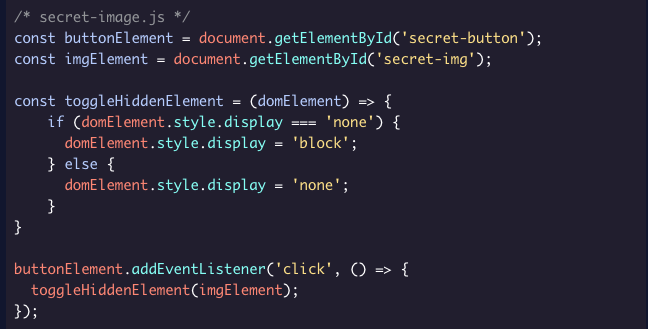 /* secret-image.js */
const buttonElement = document.getElementById('secret-button');
const imgElement = document.getElementById('secret-img');

const toggleHiddenElement = (domElement) => {
    if (domElement.style.display === 'none') {
      domElement.style.display = 'block';
    } else {
      domElement.style.display = 'none';
    }
}

buttonElement.addEventListener('click', () => {
  toggleHiddenElement(imgElement);
});